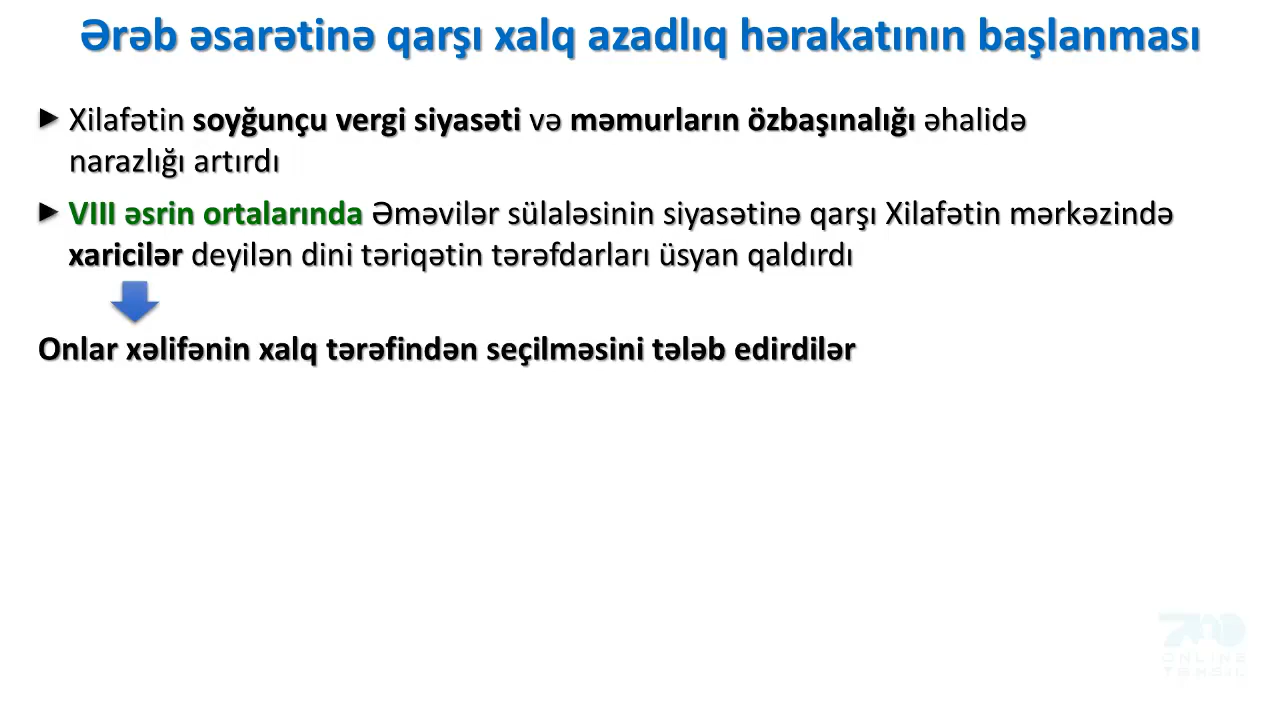 Ərəb əsarətinə qarşı xalq azadlıq hərakatının başlanması
► Xilafətin soyğunçu vergi siyasəti və məmurların özbaşınalığı əhalidə
narazlığı artırdı
► VIII əsrin ortalarında Əməvilər sülaləsinin siyasətinə qarşı Xilafətin mərkəzində
xaricilər deyilən dini təriqətin tərəfdarları üsyan qaldırdı
Onlar xəlifənin xalq tərəfindən seçilməsini tələb edirdilər
ONLINE
TƏHSİL